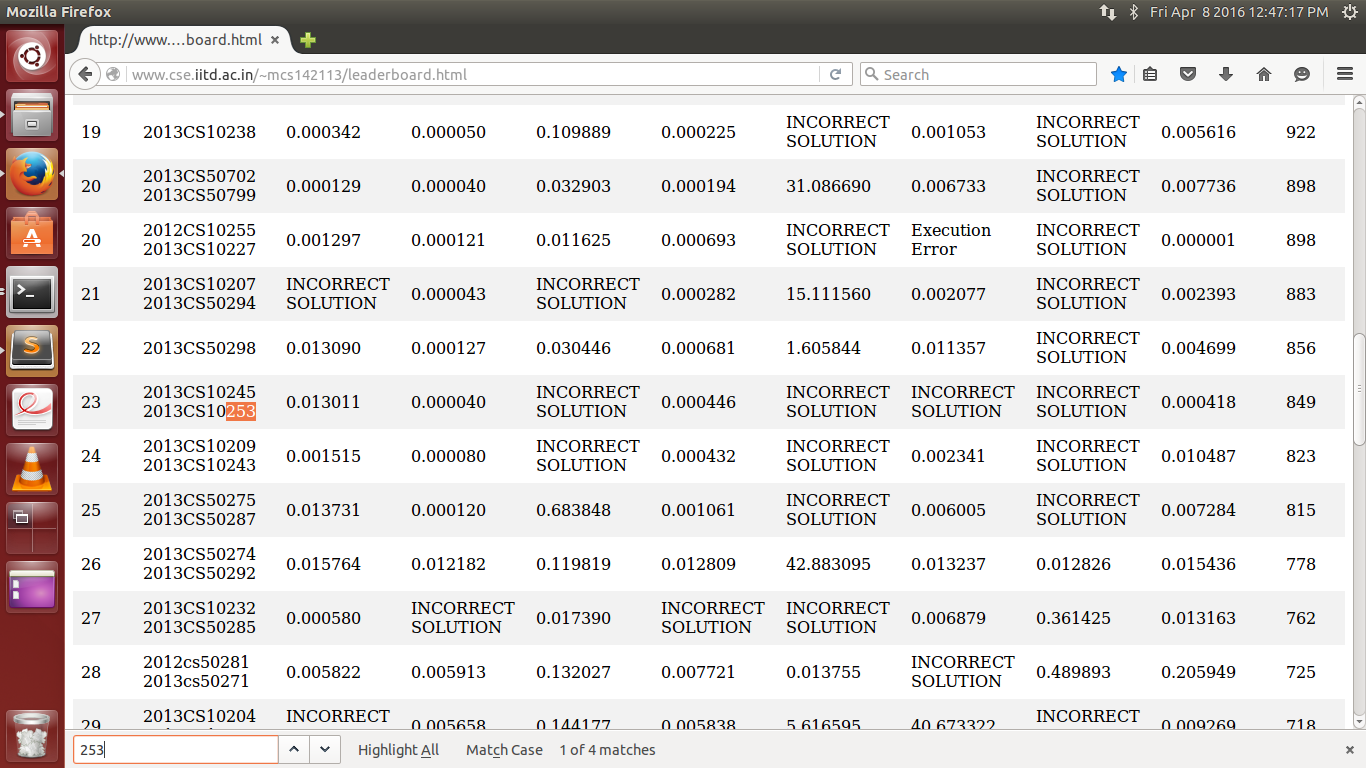 Mozilla Firefox
Fri Apr 8 2016 12:47:17 PM
http://www....board.html
www.cse.iitd.ac.in/~mcs142113/leaderboard.html
Search
19 2013CS10238 0.000342 0.000050 0.109889 0.000225 INCORRECT SOLUTION 0.001053 INCORRECT SOLUTION 0.005616 922
20 2013CS50702 2013CS50799 0.000129 0.000040 0.032903 0.000194 31.086690 0.006733 INCORRECT SOLUTION 0.007736 898
20 2012CS10255 2013CS10227 0.001297 0.000121 0.011625 0.000693 INCORRECT SOLUTION Execution Error INCORRECT SOLUTION 0.000001 898
21 2013CS10207 2013CS50294 INCORRECT SOLUTION 0.000043 INCORRECT SOLUTION 0.000282 15.111560 0.002077 INCORRECT SOLUTION 0.002393 883
22 2013CS50298 0.013090 0.000127 0.030446 0.000681 1.605844 0.011357 INCORRECT SOLUTION 0.004699 856
23 2013CS10245 2013CS10253 0.013011 0.000040 INCORRECT SOLUTION 0.000446 INCORRECT SOLUTION INCORRECT SOLUTION INCORRECT SOLUTION 0.000418 849
24 2013CS10209 2013CS10243 0.001515 0.000080 INCORRECT SOLUTION 0.000432 INCORRECT SOLUTION 0.002341 INCORRECT SOLUTION 0.010487 823
25 2013CS50275 2013CS50287 0.013731 0.000120 0.683848 0.001061 INCORRECT SOLUTION 0.006005 INCORRECT SOLUTION 0.007284 815
26 2013CS50274 2013CS50292 0.015764 0.012182 0.119819 0.012809 42.883095 0.013237 0.012826 0.015436 778
27 2013CS10232 2013CS50285 0.000580 INCORRECT SOLUTION 0.017390 INCORRECT SOLUTION INCORRECT SOLUTION 0.006879 0.361425 0.013163 762
28 2012cs50281 2013cs50271 0.005822 0.005913 0.132027 0.007721 0.013755 INCORRECT SOLUTION 0.489893 0.205949 725
29 2013CS10204 INCORRECT 0.005658 0.144177 0.005838 5.616595 40.673322 INCORRECT 0.009269 718
253 Highlight All Match Case 1 of 4 matches